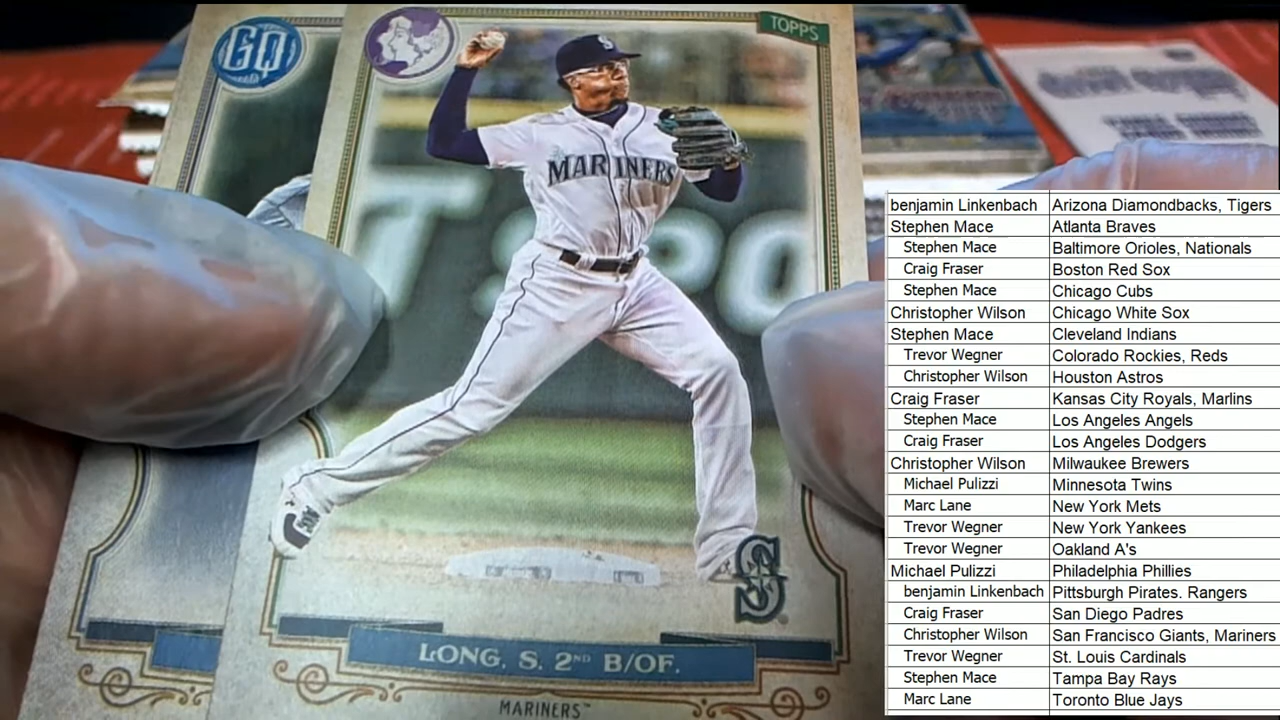 GQ
TOPPS
S
MARINERS
T SPO
S
LONG, S. 2ND B/OF.
MARINERS™
benjamin Linkenbach Arizona Diamondbacks, Tigers
Stephen Mace Atlanta Braves
Stephen Mace Baltimore Orioles, Nationals
Craig Fraser Boston Red Sox
Stephen Mace Chicago Cubs
Christopher Wilson Chicago White Sox
Stephen Mace Cleveland Indians
Trevor Wegner Colorado Rockies, Reds
Christopher Wilson Houston Astros
Craig Fraser Kansas City Royals, Marlins
Stephen Mace Los Angeles Angels
Craig Fraser Los Angeles Dodgers
Christopher Wilson Milwaukee Brewers
Michael Pulizzi Minnesota Twins
Marc Lane New York Mets
Trevor Wegner New York Yankees
Trevor Wegner Oakland A's
Michael Pulizzi Philadelphia Phillies
benjamin Linkenbach Pittsburgh Pirates. Rangers
Craig Fraser San Diego Padres
Christopher Wilson San Francisco Giants, Mariners
Trevor Wegner St. Louis Cardinals
Stephen Mace Tampa Bay Rays
Marc Lane Toronto Blue Jays